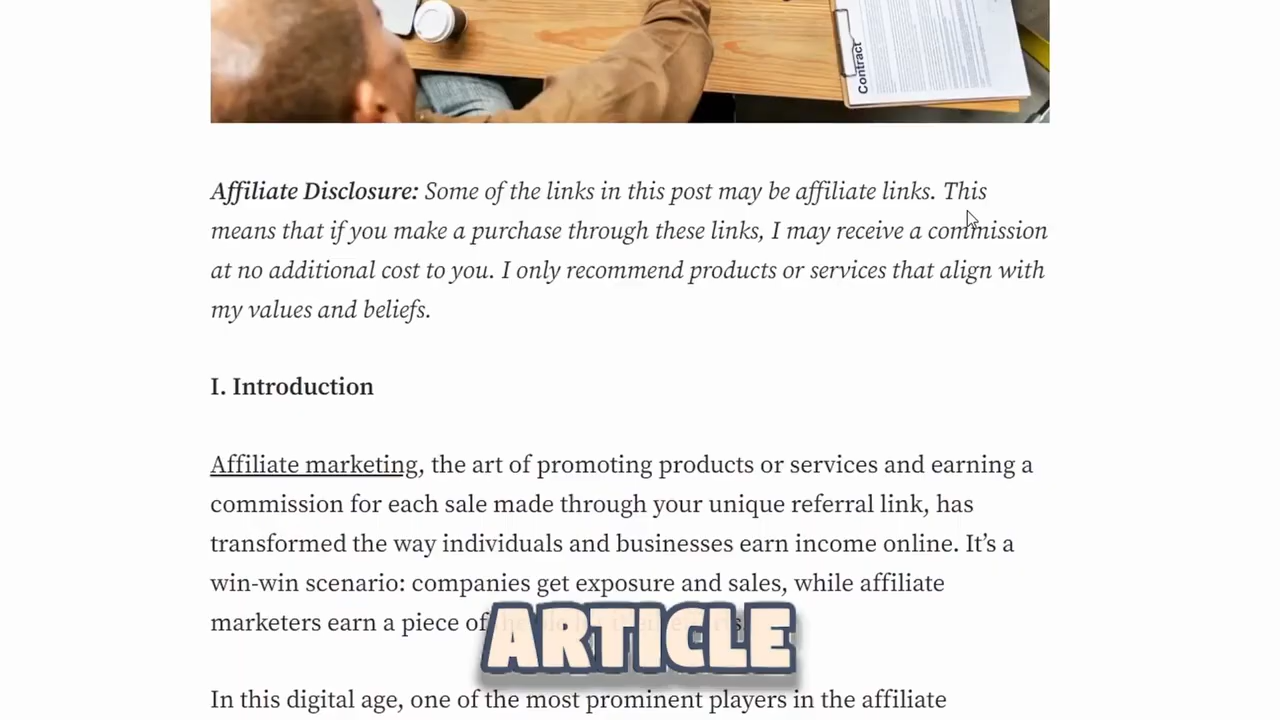 Contract
Affiliate Disclosure: Some of the links in this post may be affiliate links. This
means that if you make a purchase through these links, I may receive a commission
at no additional cost to you. I only recommend products or services that align with
my values and beliefs.
I. Introduction
Affiliate marketing, the art of promoting products or services and earning a
commission for each sale made through your unique referral link, has
transformed the way individuals and businesses earn income online. It’s a
win-win scenario: companies get exposure and sales, while affiliate
marketers earn a piece of
ARTICLE
In this digital age, one of the most prominent players in the affiliate